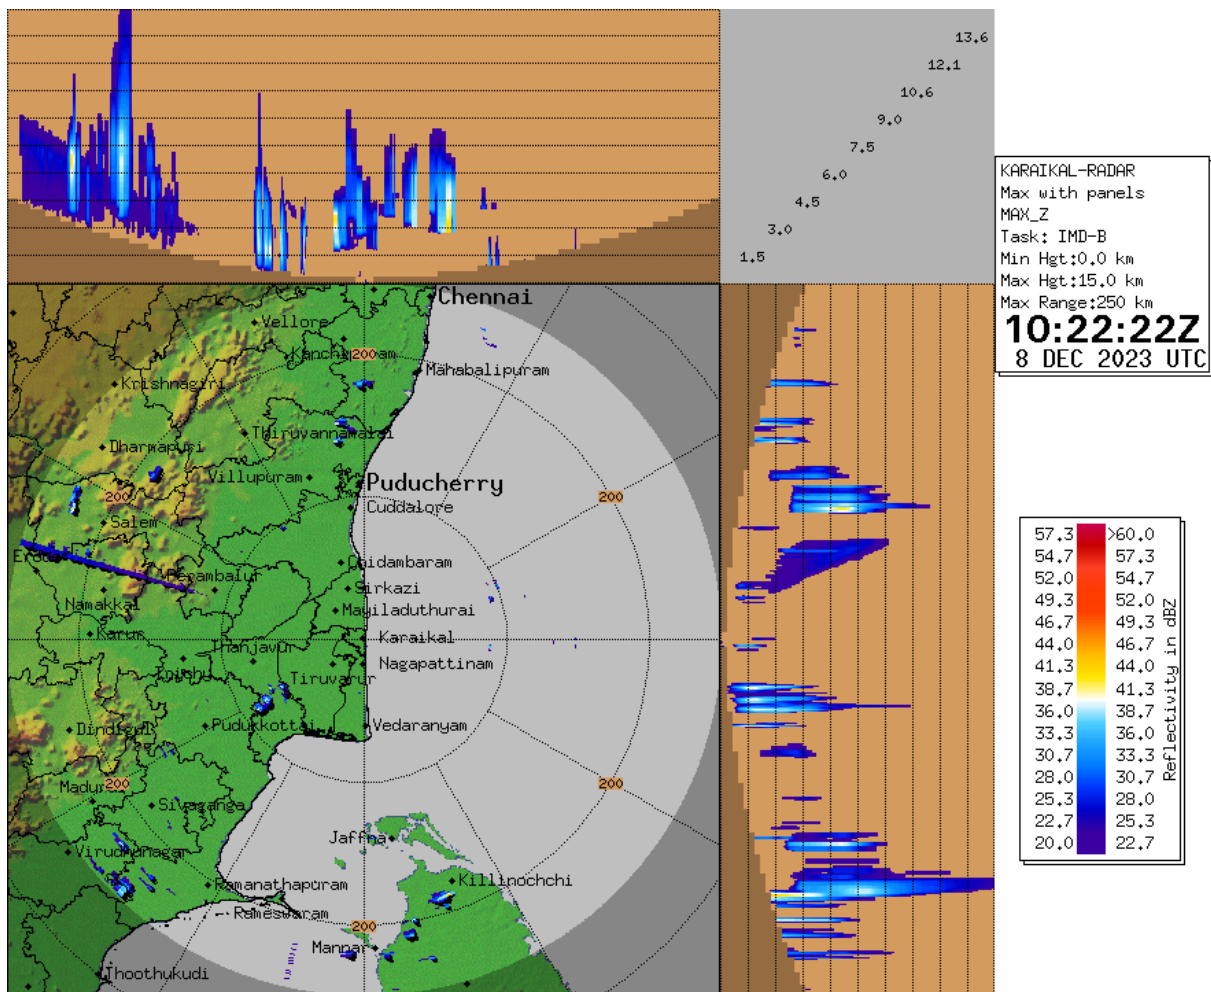 13.6
12.1
10.6
9.0
7.5
6.0
4.5
3.0
1.5
KARAIKAL-RADAR
Max with panels
MAX_Z
Task: IMD-B
Min Hgt:0.0 km
Max Hgt:15.0 km
Max Range:250 km
10:22:22Z
8 DEC 2023 UTC
Chennai
Vellore
200
Mahabalipuram
Krishnagiri
Thiruvannamalai
Dharmapuri
Villupuram
Puducherry
200
200
Cuddalore
Salem
Chidambaram
Perambalur
Sirkazi
Namakkal
Mayiladuthurai
Karur
Karaikal
Thanjavur
Nagapattinam
Tiruvarur
Pudukkottai
Vedaranyam
Dindigul
200
200
Sivaganga
Jaffna
Virudhunagar
Ramanathapuram
Killinochchi
Rameswaram
200
Mannar
Thoothukudi
57.3 >60.0
54.7 57.3
52.0 54.7
49.3 52.0
46.7 49.3
44.0 46.7
41.3 44.0
38.7 41.3
36.0 38.7
33.3 36.0
30.7 33.3
28.0 30.7
25.3 28.0
22.7 25.3
20.0 22.7
Reflectivity in dBZ